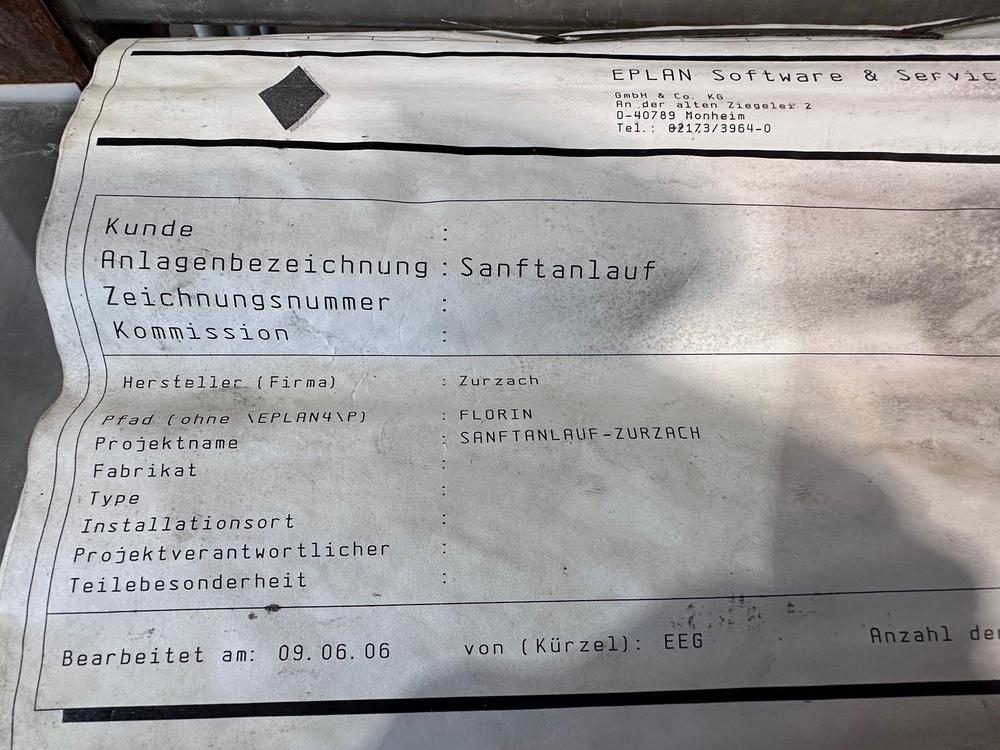 EPLAN Software & Servic
GmbH & Co. KG
An der alten Ziegelei 2
D-40789 Monheim
Tel.: 02173/3964-0
Kunde :
Anlagenbezeichnung : Sanftanlauf
Zeichnungsnummer :
Kommission :
Hersteller (Firma) : Zurzach
Pfad (ohne \EPLAN4\P) : FLORIN
Projektname : SANFTANLAUF-ZURZACH
Fabrikat :
Type :
Installationsort :
Projektverantwortlicher :
Teilebesonderheit :
Bearbeitet am: 09.06.06 von (Kürzel): EEG Anzahl der